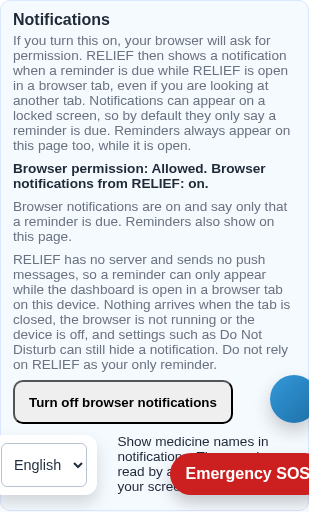 Notifications
If you turn this on, your browser will ask for
permission. RELIEF then shows a notification
when a reminder is due while RELIEF is open
in a browser tab, even if you are looking at
another tab. Notifications can appear on a
locked screen, so by default they only say a
reminder is due. Reminders always appear on
this page too, while it is open.
Browser permission: Allowed. Browser
notifications from RELIEF: on.
Browser notifications are on and say only that
a reminder is due. Reminders also show on
this page.
RELIEF has no server and sends no push
messages, so a reminder can only appear
while the dashboard is open in a browser tab
on this device. Nothing arrives when the tab is
closed, the browser is not running or the
device is off, and settings such as Do Not
Disturb can still hide a notification. Do not rely
on RELIEF as your only reminder.
Turn off browser notifications
Show medicine names in
read by
your
English
Emergency SOS